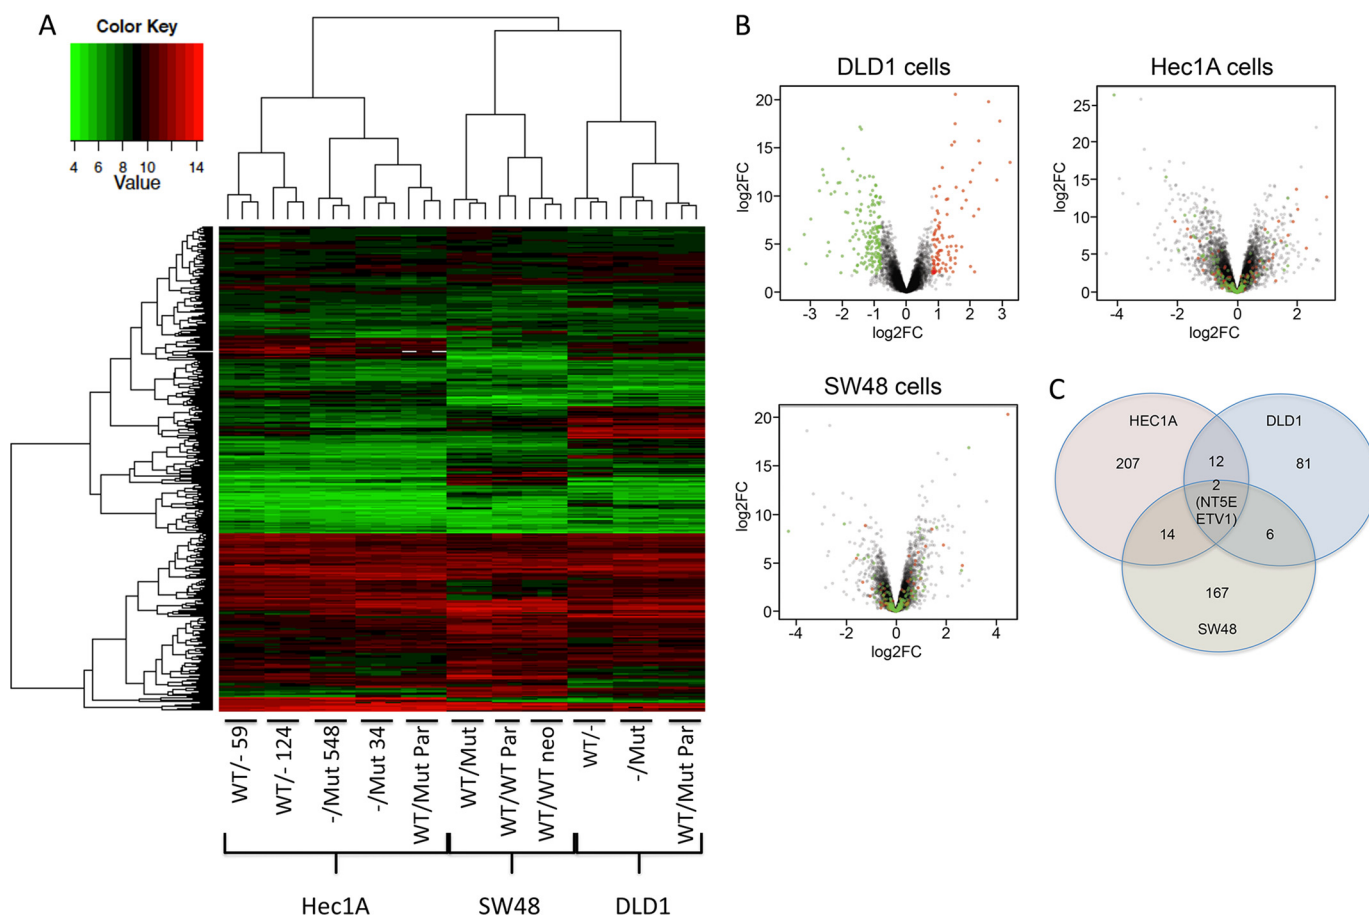 A
Color Key
4 6 8 10 14
Value
WT/- 59
WT/- 124
-/Mut 548
-/Mut 34
WT/Mut Par
WT/Mut
WT/WT Par
WT/WT neo
WT/-
-/Mut
WT/Mut Par
Hec1A
SW48
DLD1
B
DLD1 cells
log2FC
20
15
10
5
0
-3 -2 -1 0 1 2 3
log2FC
Hec1A cells
log2FC
25
20
15
10
5
0
-4 -2 0 2
log2FC
SW48 cells
log2FC
20
15
10
5
0
-4 -2 0 2 4
log2FC
C
HEC1A
DLD1
207
12
81
2
(NT5E
ETV1)
14
6
167
SW48